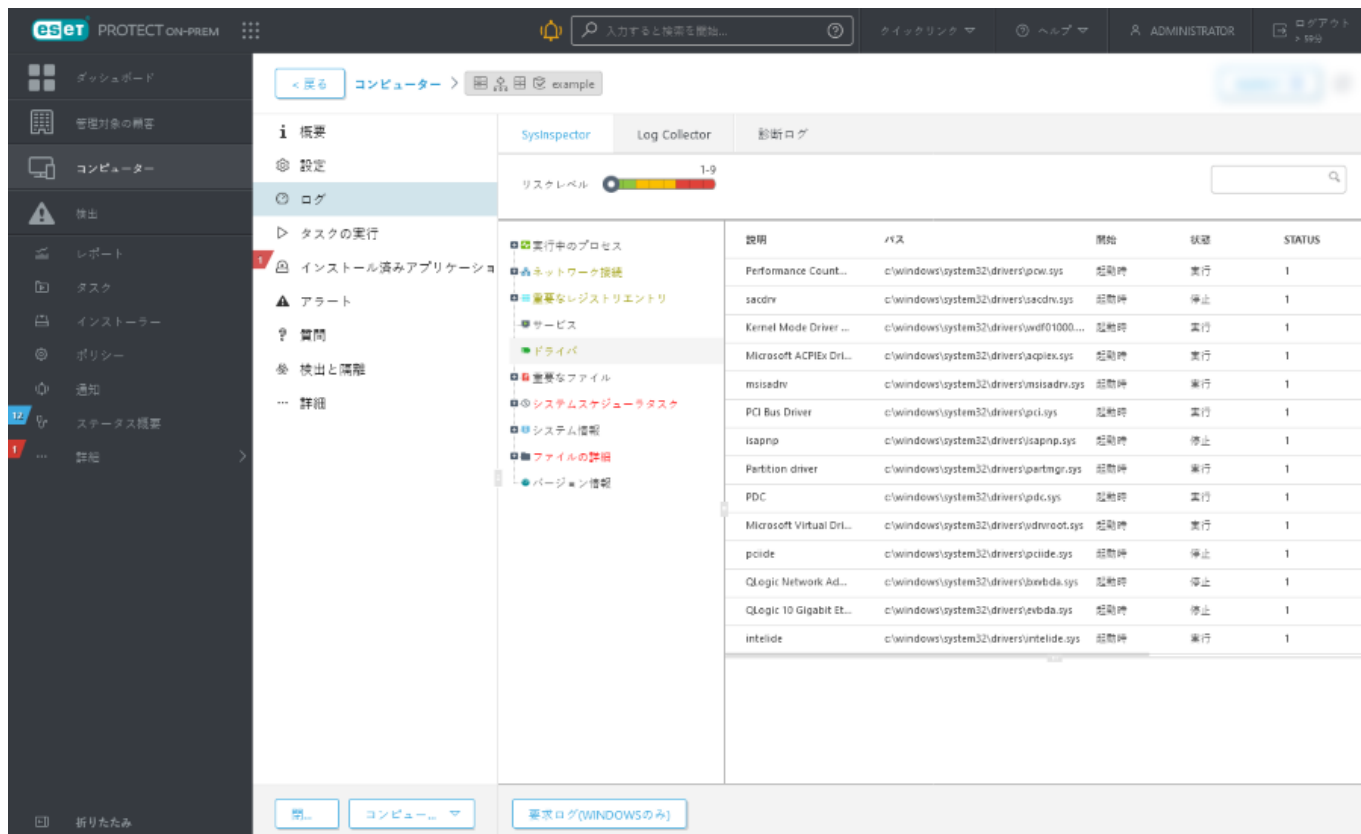 eset PROTECT ON-PREM
入力すると検索を開始...
クイックリンク
ヘルプ
ADMINISTRATOR
ログアウト
> 59分
ダッシュボード
管理対象の顧客
コンピューター
検出
レポート
タスク
インストーラー
ポリシー
通知
12
ステータス概要
1
詳細
折りたたみ
< 戻る
コンピューター
example
概要
設定
ログ
タスクの実行
1
インストール済みアプリケーショ
アラート
質問
検出と隔離
詳細
SysInspector
Log Collector
診断ログ
リスクレベル
1-9
実行中のプロセス
ネットワーク接続
重要なレジストリエントリ
サービス
ドライバ
重要なファイル
システムスケジューラタスク
システム情報
ファイルの詳細
バージョン情報
説明 パス 開始 状態 STATUS
Performance Count... c:\windows\system32\drivers\pcw.sys 起動時 実行 1
sacdrv c:\windows\system32\drivers\sacdrv.sys 起動時 停止 1
Kernel Mode Driver ... c:\windows\system32\drivers\wdf01000.... 起動時 実行 1
Microsoft ACPIEx Dri... c:\windows\system32\drivers\acpiex.sys 起動時 実行 1
msisadrv c:\windows\system32\drivers\msisadrv.sys 起動時 実行 1
PCI Bus Driver c:\windows\system32\drivers\pci.sys 起動時 実行 1
isapnp c:\windows\system32\drivers\isapnp.sys 起動時 停止 1
Partition driver c:\windows\system32\drivers\partmgr.sys 起動時 実行 1
PDC c:\windows\system32\drivers\pdc.sys 起動時 実行 1
Microsoft Virtual Dri... c:\windows\system32\drivers\vdrvroot.sys 起動時 実行 1
pciide c:\windows\system32\drivers\pciide.sys 起動時 停止 1
QLogic Network Ad... c:\windows\system32\drivers\bxvbda.sys 起動時 停止 1
QLogic 10 Gigabit Et... c:\windows\system32\drivers\evbda.sys 起動時 停止 1
intelide c:\windows\system32\drivers\intelide.sys 起動時 実行 1
閉...
コンピュー...
要求ログ(WINDOWSのみ)